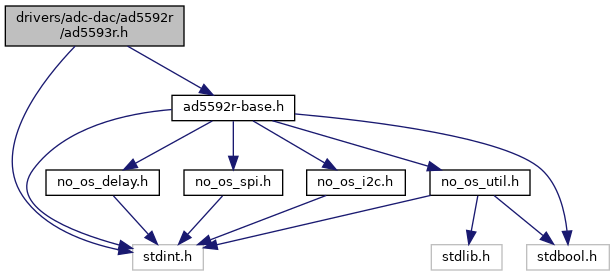 drivers/adc-dac/ad5592r
/ad5593r.h
ad5592r-base.h
no_os_delay.h
no_os_spi.h
no_os_i2c.h
no_os_util.h
stdint.h
stdlib.h
stdbool.h